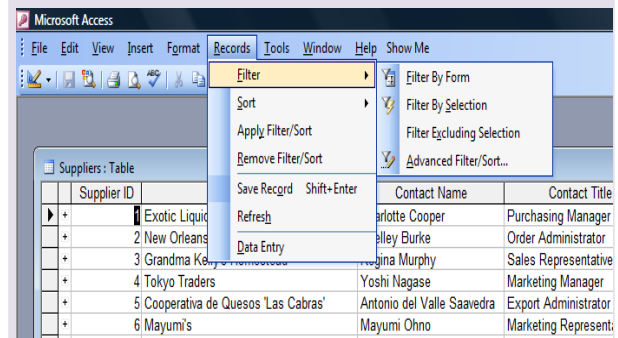 Microsoft Access
File Edit View Insert Format Records Tools Window Help Show Me
ABC
Filter
Sort
Apply Filter/Sort
Remove Filter/Sort
Save Record Shift+Enter
Refresh
Data Entry
Filter By Form
Filter By Selection
Filter Excluding Selection
Advanced Filter/Sort...
Suppliers : Table
Supplier ID Contact Name Contact Title
+ 1 Exotic Liquid arlotte Cooper Purchasing Manager
+ 2 New Orleans elley Burke Order Administrator
+ 3 Grandma Kelly's Homestead Regina Murphy Sales Representative
+ 4 Tokyo Traders Yoshi Nagase Marketing Manager
+ 5 Cooperativa de Quesos 'Las Cabras' Antonio del Valle Saavedra Export Administrator
+ 6 Mayumi's Mayumi Ohno Marketing Representa